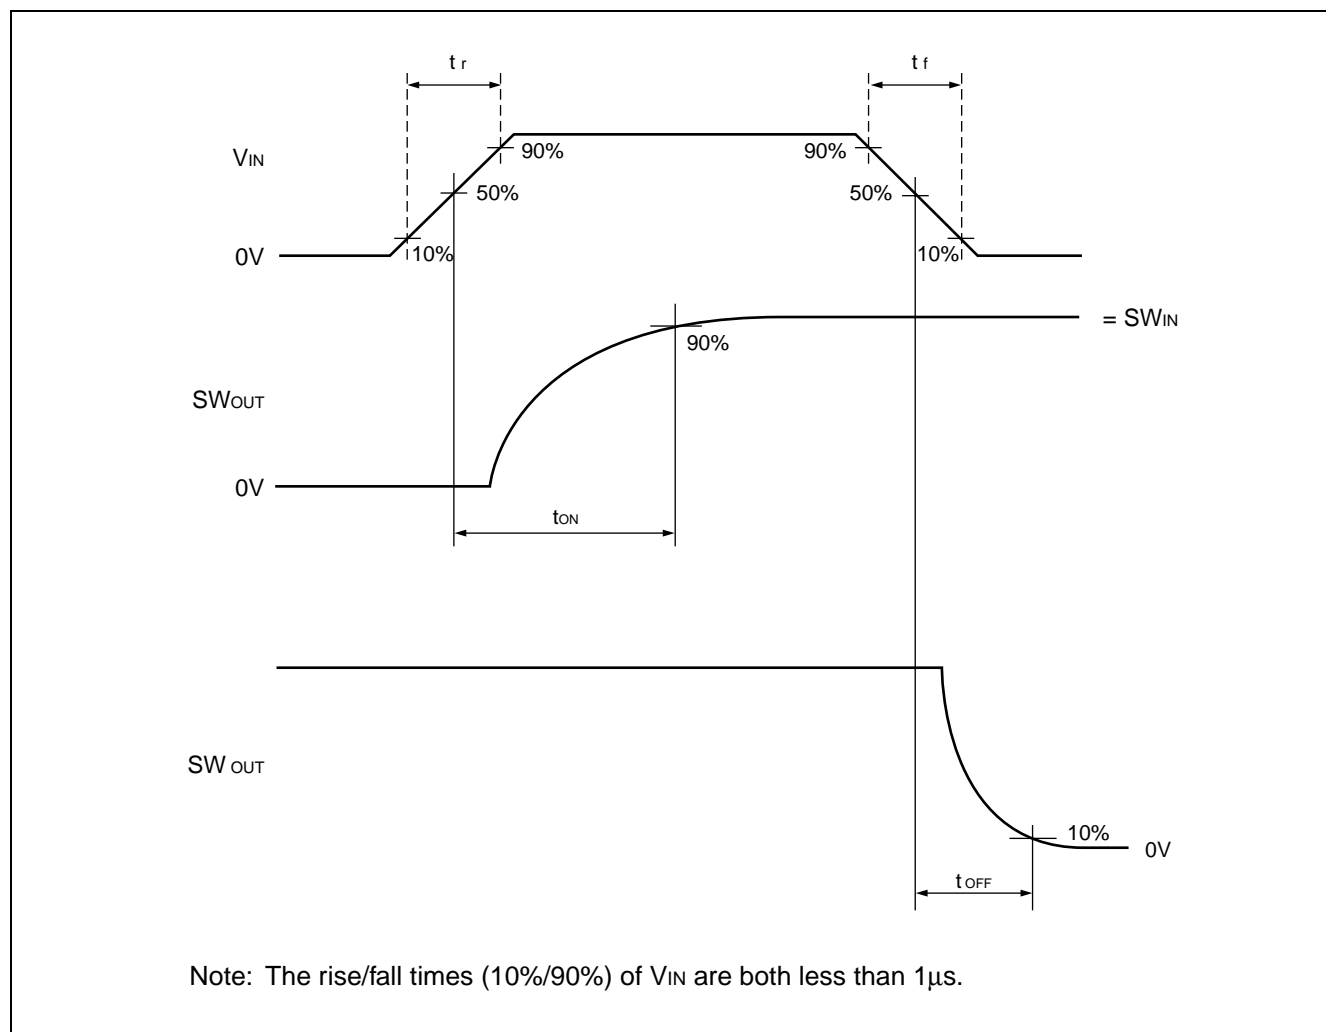 t r
t f
VIN
90%
90%
50%
50%
0V
10%
10%
= SWIN
90%
SWOUT
0V
tON
SW OUT
10%
0V
t OFF
Note: The rise/fall times (10%/90%) of VIN are both less than 1μs.